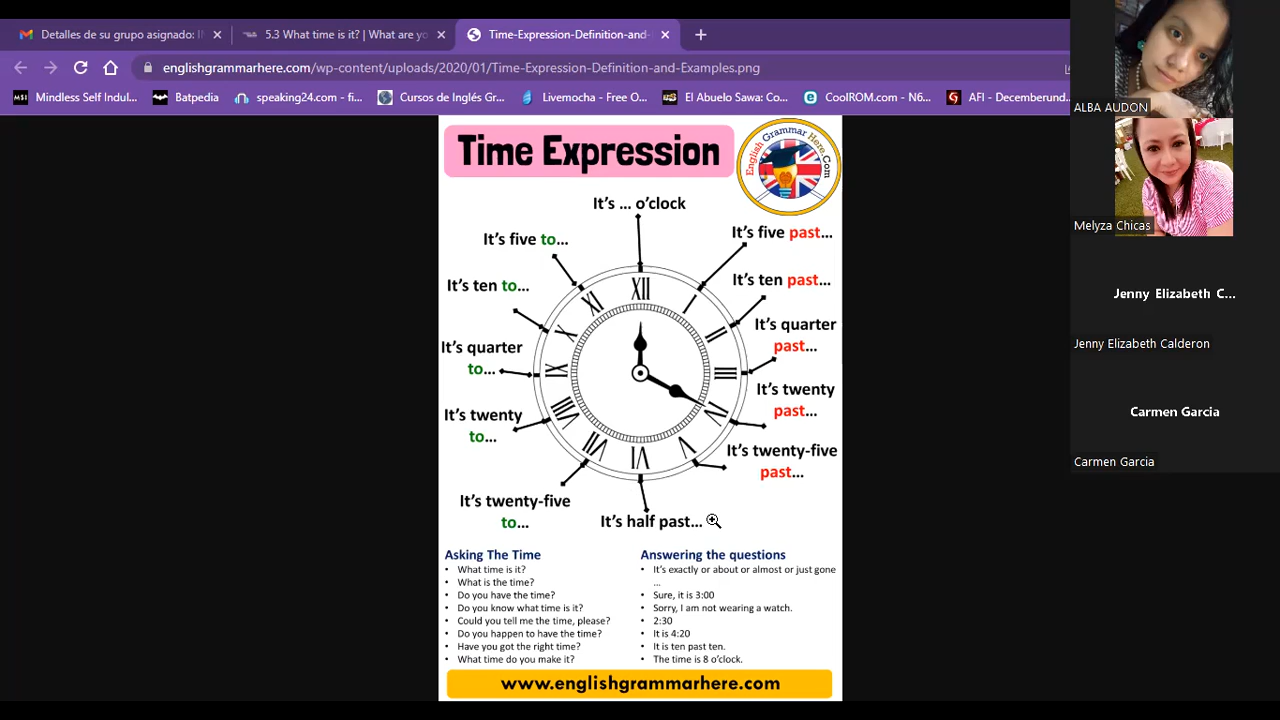 Detalles de su grupo asignado: I
5.3 What time is it? | What are yo
Time-Expression-Definition-and-
englishgrammarhere.com/wp-content/uploads/2020/01/Time-Expression-Definition-and-Examples.png
Mindless Self Indul...
Batpedia
speaking24.com - fi...
Cursos de Inglés Gr...
Livemocha - Free O...
El Abuelo Sawa: Co...
CoolROM.com - N6...
AFI - Decemberund...
Time Expression
English Grammar Here.Com
It's ... o'clock
It's five to...
It's five past...
It's ten to...
It's ten past...
It's quarter
to...
It's quarter
past...
It's twenty
to...
It's twenty
past...
It's twenty-five
to...
It's twenty-five
past...
It's half past...
XII
I
II
III
IV
V
VI
VII
VIII
IX
X
XI
Asking The Time
• What time is it?
• What is the time?
• Do you have the time?
• Do you know what time is it?
• Could you tell me the time, please?
• Do you happen to have the time?
• Have you got the right time?
• What time do you make it?
Answering the questions
• It's exactly or about or almost or just gone
...
• Sure, it is 3:00
• Sorry, I am not wearing a watch.
• 2:30
• It is 4:20
• It is ten past ten.
• The time is 8 o'clock.
www.englishgrammarhere.com
ALBA AUDON
Melyza Chicas
Jenny Elizabeth C...
Jenny Elizabeth Calderon
Carmen Garcia
Carmen Garcia